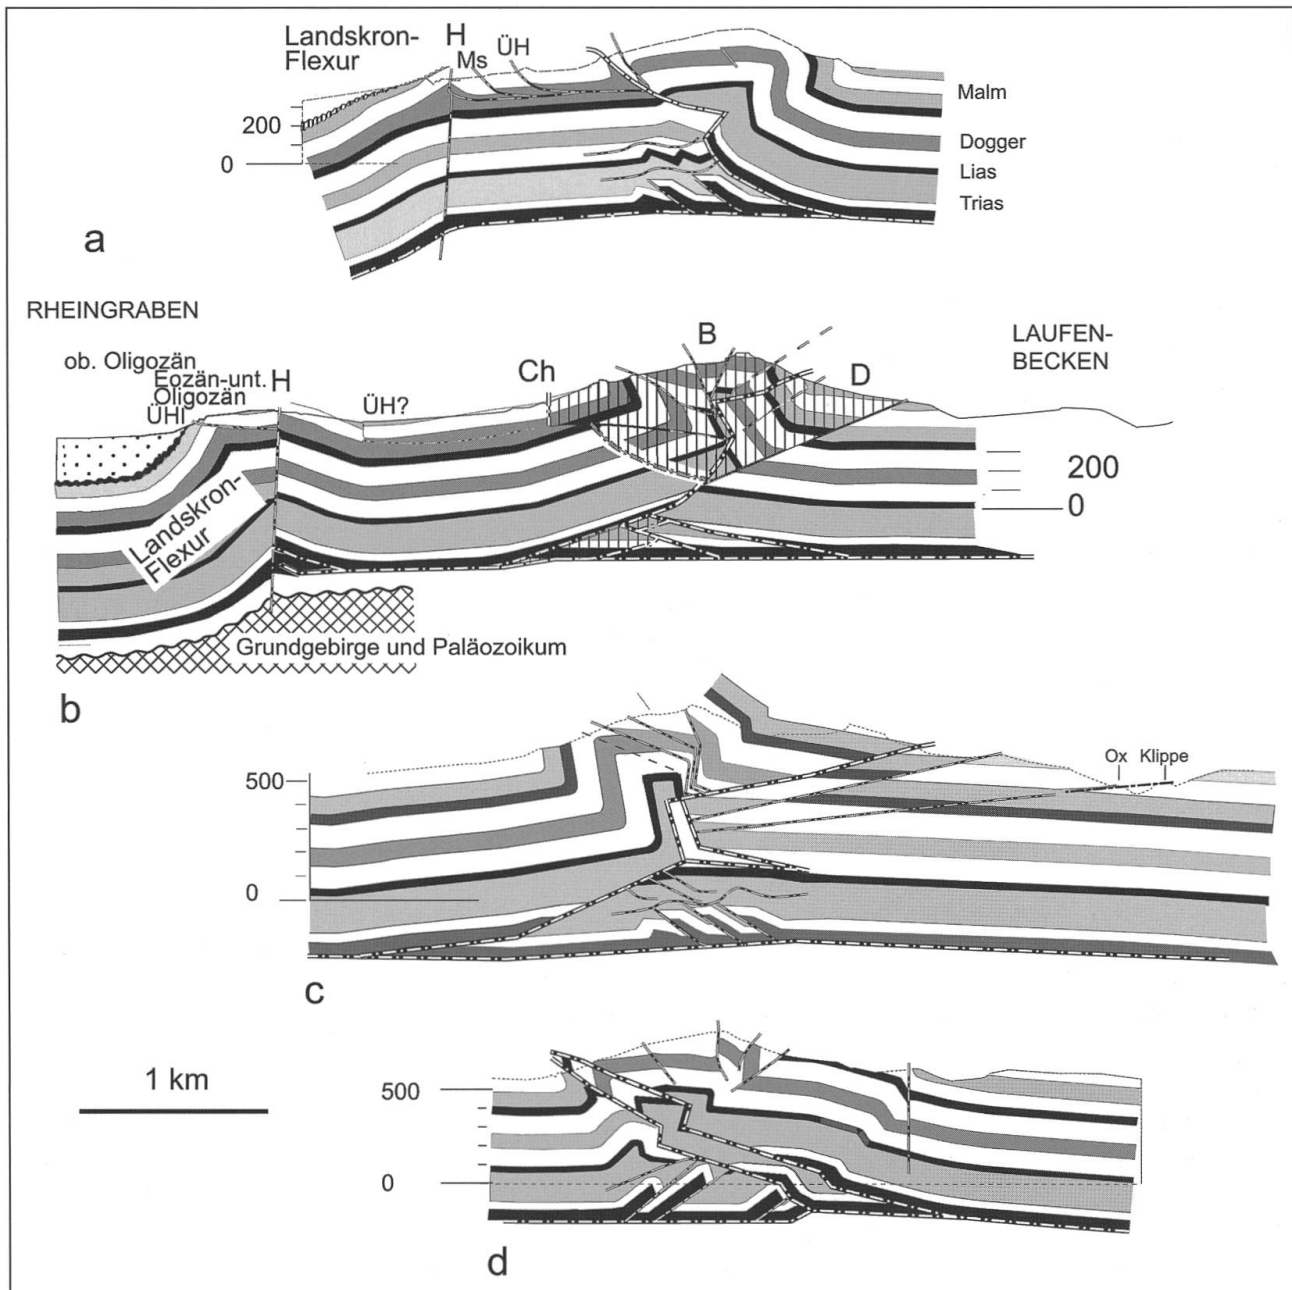 Landskron-
Flexur
H
Ms
ÜH
200
0
Malm
Dogger
Lias
Trias
a
RHEINGRABEN
LAUFEN-
BECKEN
ob. Oligozän
Eozän-unt.
Oligozän
ÜHI
H
ÜH?
Ch
B
D
200
0
Landskron-
Flexur
Grundgebirge und Paläozoikum
b
500
0
Ox
Klippe
c
1 km
500
0
d